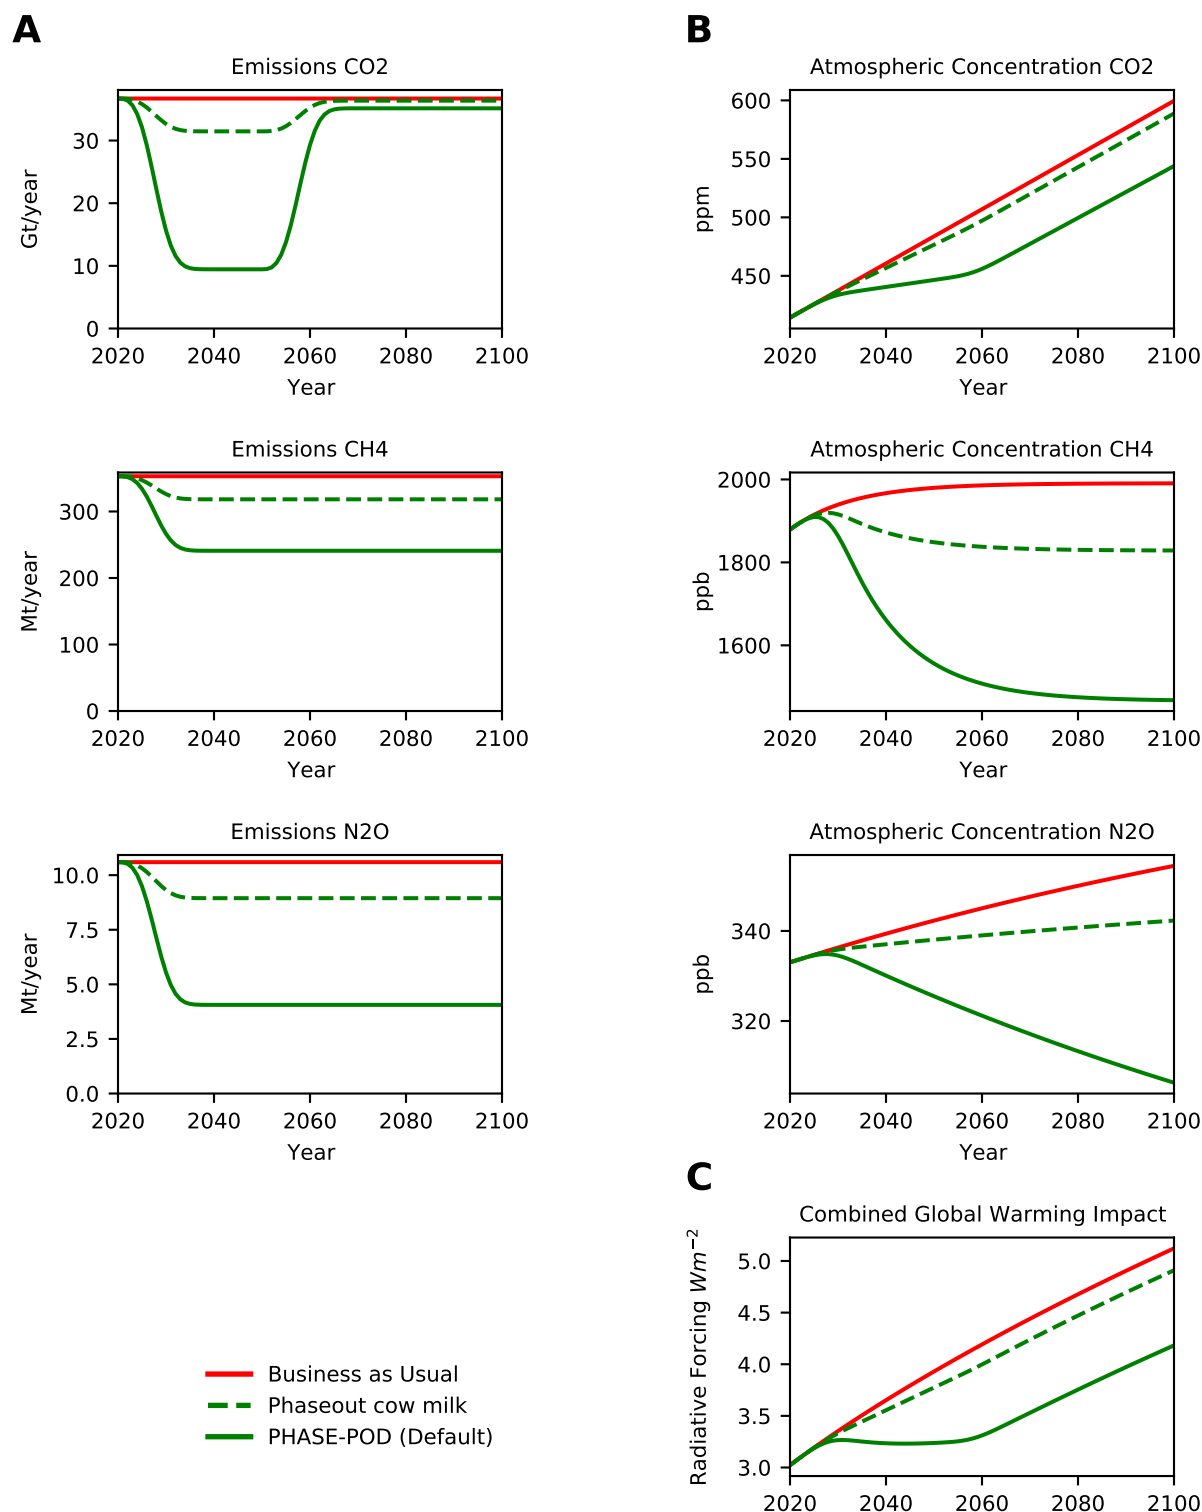 A
B
Emissions CO2
Atmospheric Concentration CO2
Gt/year
30
20
10
0
2020 2040 2060 2080 2100
Year
ppm
600
550
500
450
2020 2040 2060 2080 2100
Year
Emissions CH4
Atmospheric Concentration CH4
Mt/year
300
200
100
0
2020 2040 2060 2080 2100
Year
ppb
2000
1800
1600
2020 2040 2060 2080 2100
Year
Emissions N2O
Atmospheric Concentration N2O
Mt/year
10.0
7.5
5.0
2.5
0.0
2020 2040 2060 2080 2100
Year
ppb
340
320
2020 2040 2060 2080 2100
Year
C
Combined Global Warming Impact
Radiative Forcing Wm⁻²
5.0
4.5
4.0
3.5
3.0
2020 2040 2060 2080 2100
Business as Usual
Phaseout cow milk
PHASE-POD (Default)